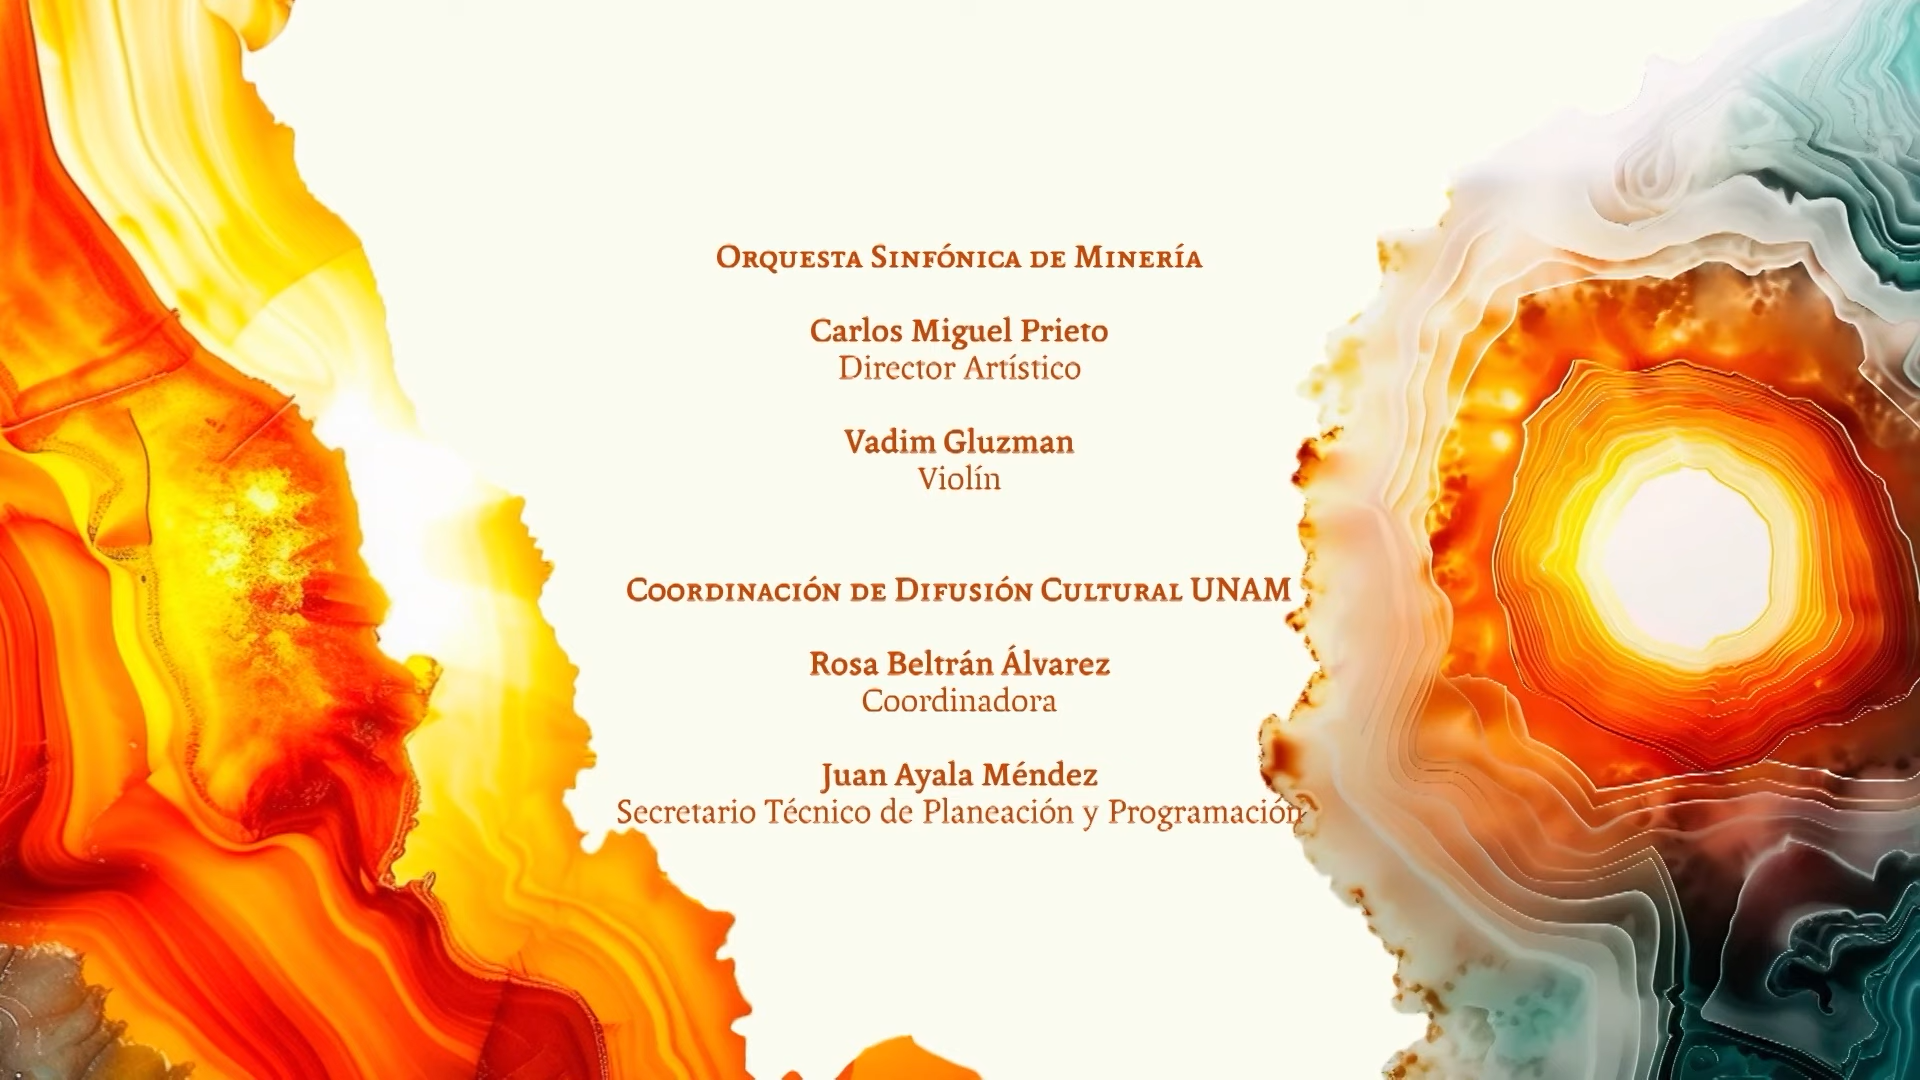 Orquesta Sinfónica de Minería
Carlos Miguel Prieto
Director Artístico
Vadim Gluzman
Violín
Coordinación de Difusión Cultural UNAM
Rosa Beltrán Álvarez
Coordinadora
Juan Ayala Méndez
Secretario Técnico de Planeación y Programación